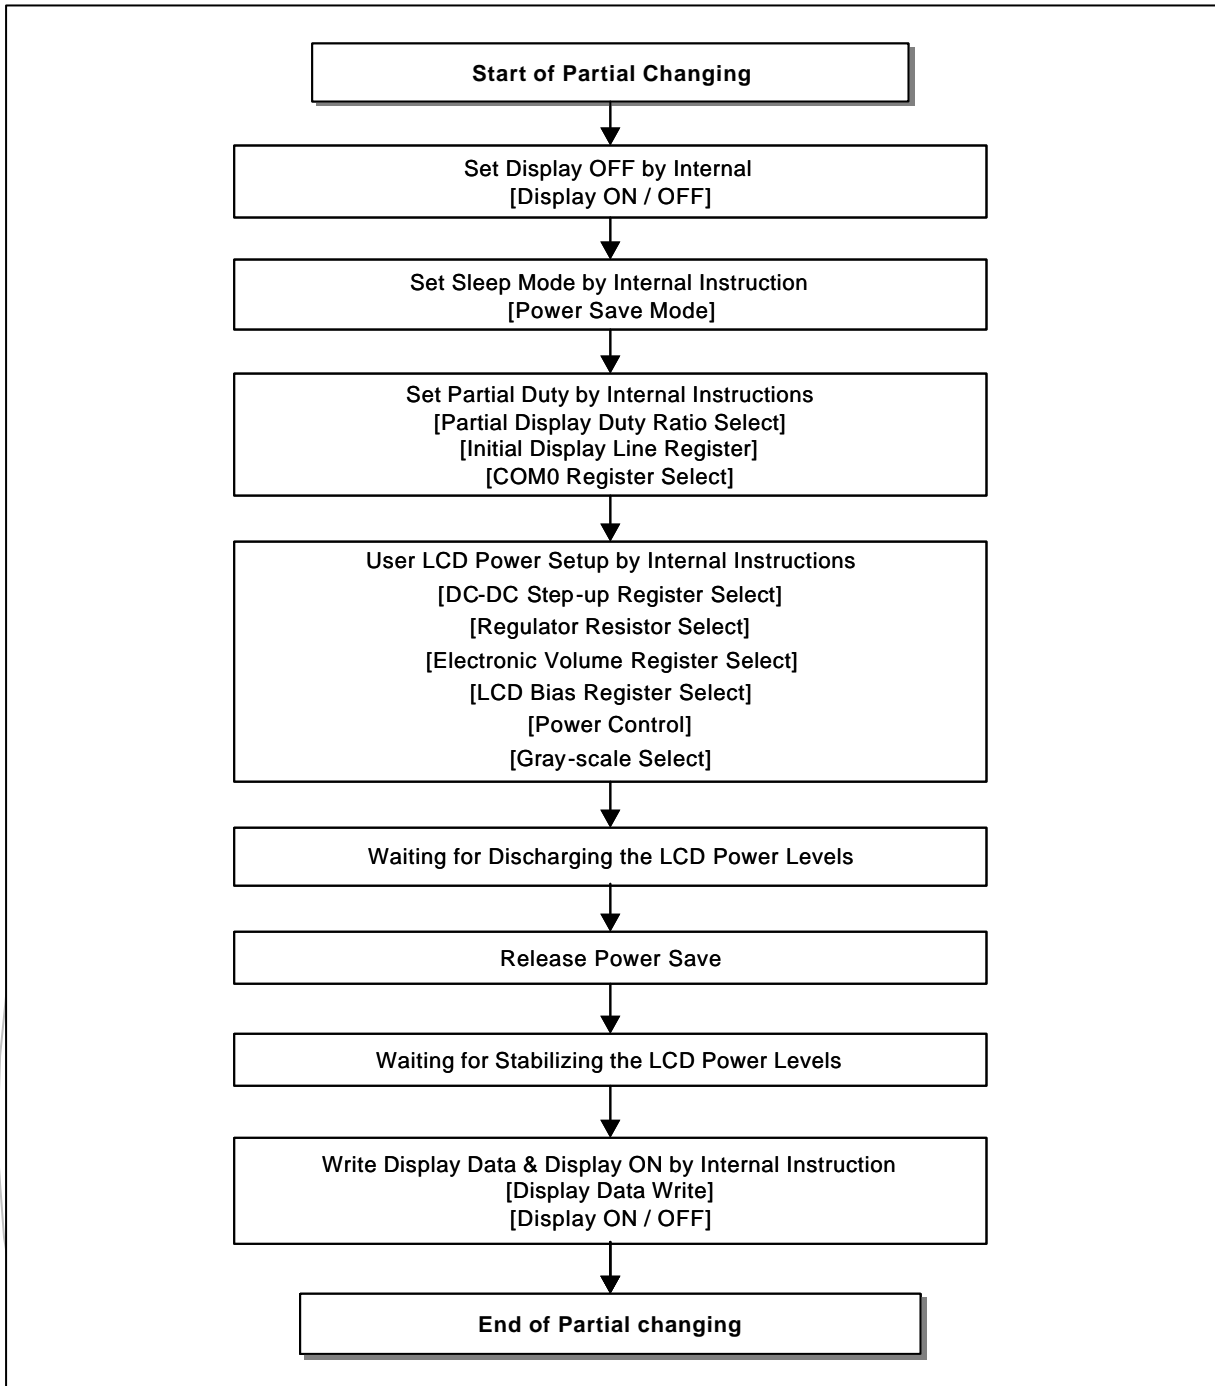 Start of Partial Changing
Set Display OFF by Internal
[Display ON / OFF]
Set Sleep Mode by Internal Instruction
[Power Save Mode]
Set Partial Duty by Internal Instructions
[Partial Display Duty Ratio Select]
[Initial Display Line Register]
[COM0 Register Select]
User LCD Power Setup by Internal Instructions
[DC-DC Step-up Register Select]
[Regulator Resistor Select]
[Electronic Volume Register Select]
[LCD Bias Register Select]
[Power Control]
[Gray-scale Select]
Waiting for Discharging the LCD Power Levels
Release Power Save
Waiting for Stabilizing the LCD Power Levels
Write Display Data & Display ON by Internal Instruction
[Display Data Write]
[Display ON / OFF]
End of Partial changing